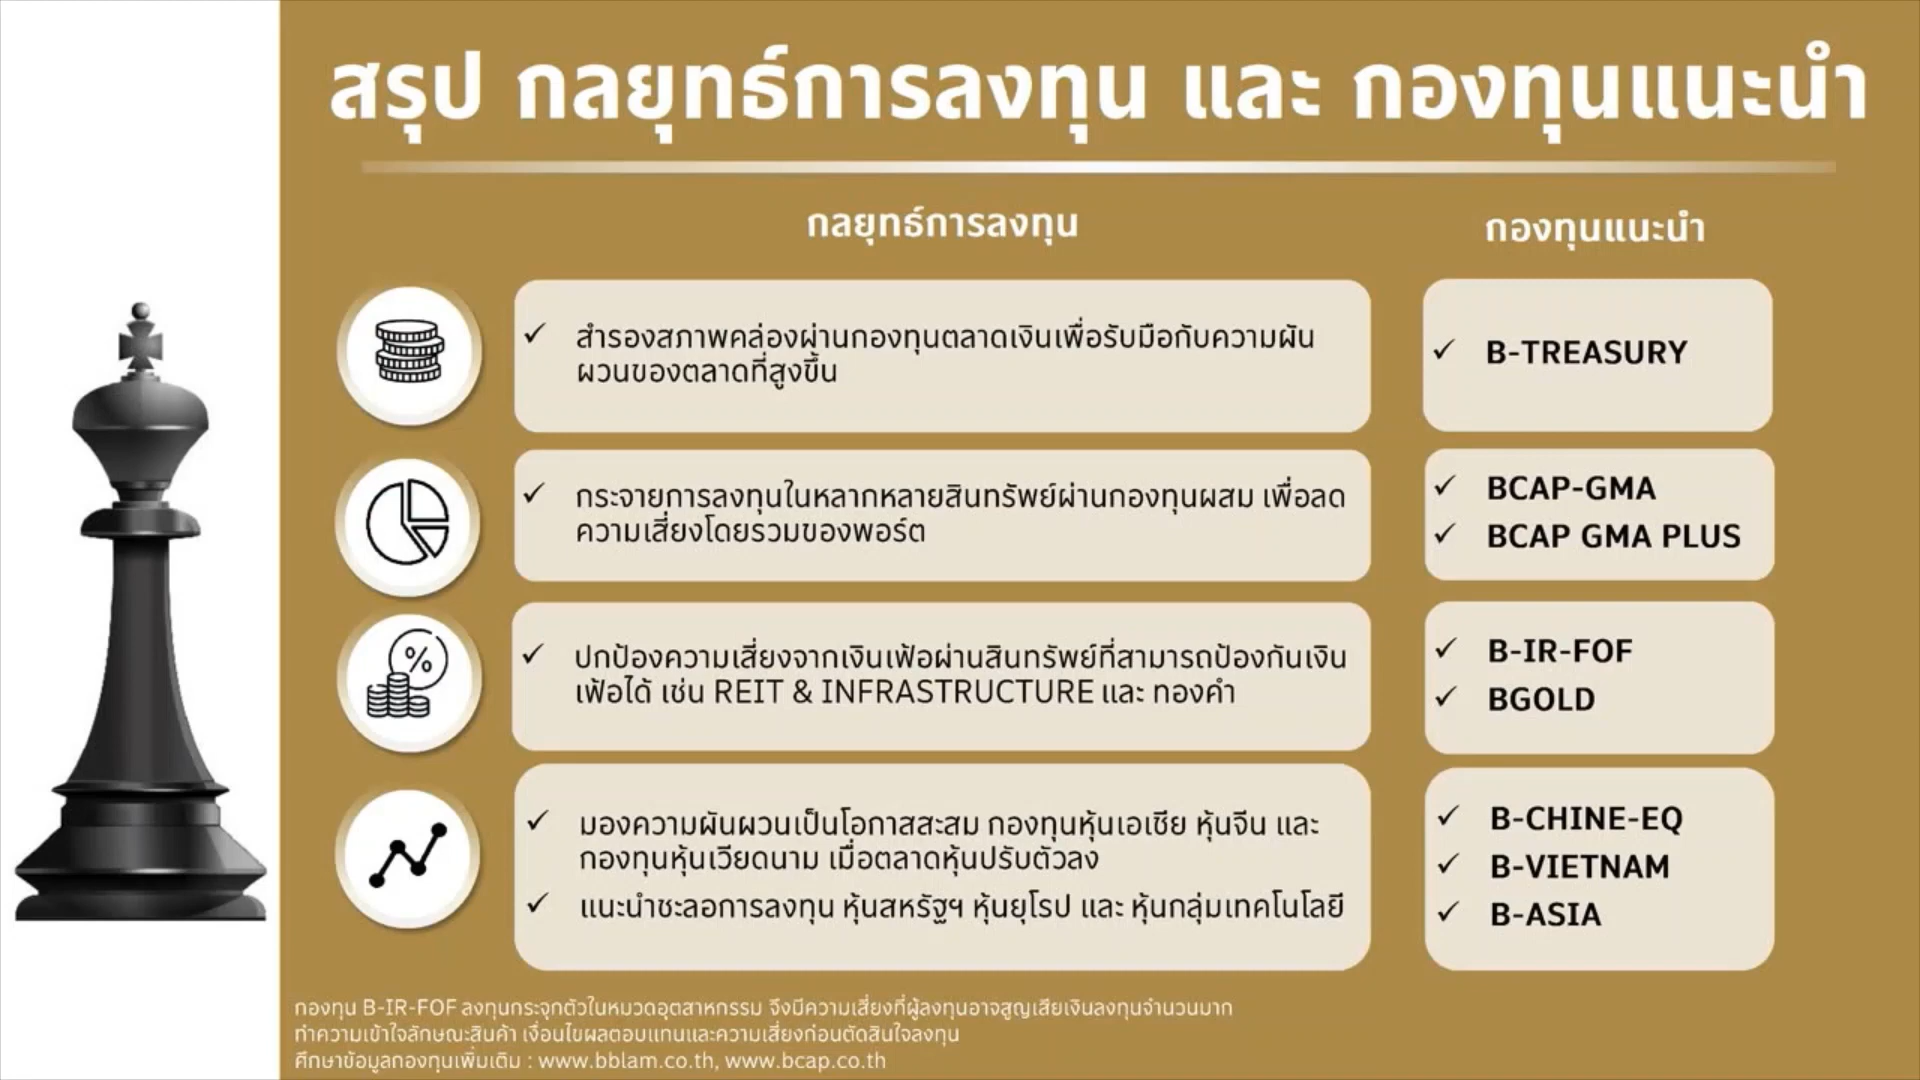 สรุป กลยุทธ์การลงทุน และ กองทุนแนะนำ
กลยุทธ์การลงทุน
กองทุนแนะนำ
✓ สำรองสภาพคล่องผ่านกองทุนตลาดเงินเพื่อรับมือกับความผัน
ผวนของตลาดที่สูงขึ้น
✓ B-TREASURY
✓ กระจายการลงทุนในหลากหลายสินทรัพย์ผ่านกองทุนผสม เพื่อลด
ความเสี่ยงโดยรวมของพอร์ต
✓ BCAP-GMA
✓ BCAP GMA PLUS
%
✓ ปกป้องความเสี่ยงจากเงินเฟ้อผ่านสินทรัพย์ที่สามารถป้องกันเงิน
เฟ้อได้ เช่น REIT & INFRASTRUCTURE และ ทองคำ
✓ B-IR-FOF
✓ BGOLD
✓ มองความผันผวนเป็นโอกาสสะสม กองทุนหุ้นเอเชีย หุ้นจีน และ
กองทุนหุ้นเวียดนาม เมื่อตลาดหุ้นปรับตัวลง
✓ แนะนำชะลอการลงทุน หุ้นสหรัฐฯ หุ้นยุโรป และ หุ้นกลุ่มเทคโนโลยี
✓ B-CHINE-EQ
✓ B-VIETNAM
✓ B-ASIA
กองทุน B-IR-FOF ลงทุนกระจุกตัวในหมวดอุตสาหกรรม จึงมีความเสี่ยงที่ผู้ลงทุนอาจสูญเสียเงินลงทุนจำนวนมาก
ทำความเข้าใจลักษณะสินค้า เงื่อนไขผลตอบแทนและความเสี่ยงก่อนตัดสินใจลงทุน
ศึกษาข้อมูลกองทุนเพิ่มเติม : www.bblam.co.th, www.bcap.co.th